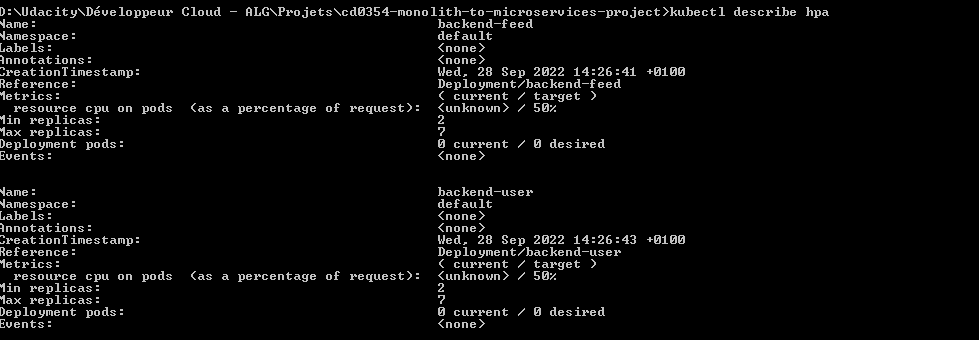 D:\Udacity\Développeur Cloud - ALG\Projets\cd0354-monolith-to-microservices-project>kubectl describe hpa
Name: backend-feed
Namespace: default
Labels: <none>
Annotations: <none>
CreationTimestamp: Wed, 28 Sep 2022 14:26:41 +0100
Reference: Deployment/backend-feed
Metrics: ( current / target )
resource cpu on pods (as a percentage of request): <unknown> / 50%
Min replicas: 2
Max replicas: 7
Deployment pods: 0 current / 0 desired
Events: <none>
Name: backend-user
Namespace: default
Labels: <none>
Annotations: <none>
CreationTimestamp: Wed, 28 Sep 2022 14:26:43 +0100
Reference: Deployment/backend-user
Metrics: ( current / target )
resource cpu on pods (as a percentage of request): <unknown> / 50%
Min replicas: 2
Max replicas: 7
Deployment pods: 0 current / 0 desired
Events: <none>